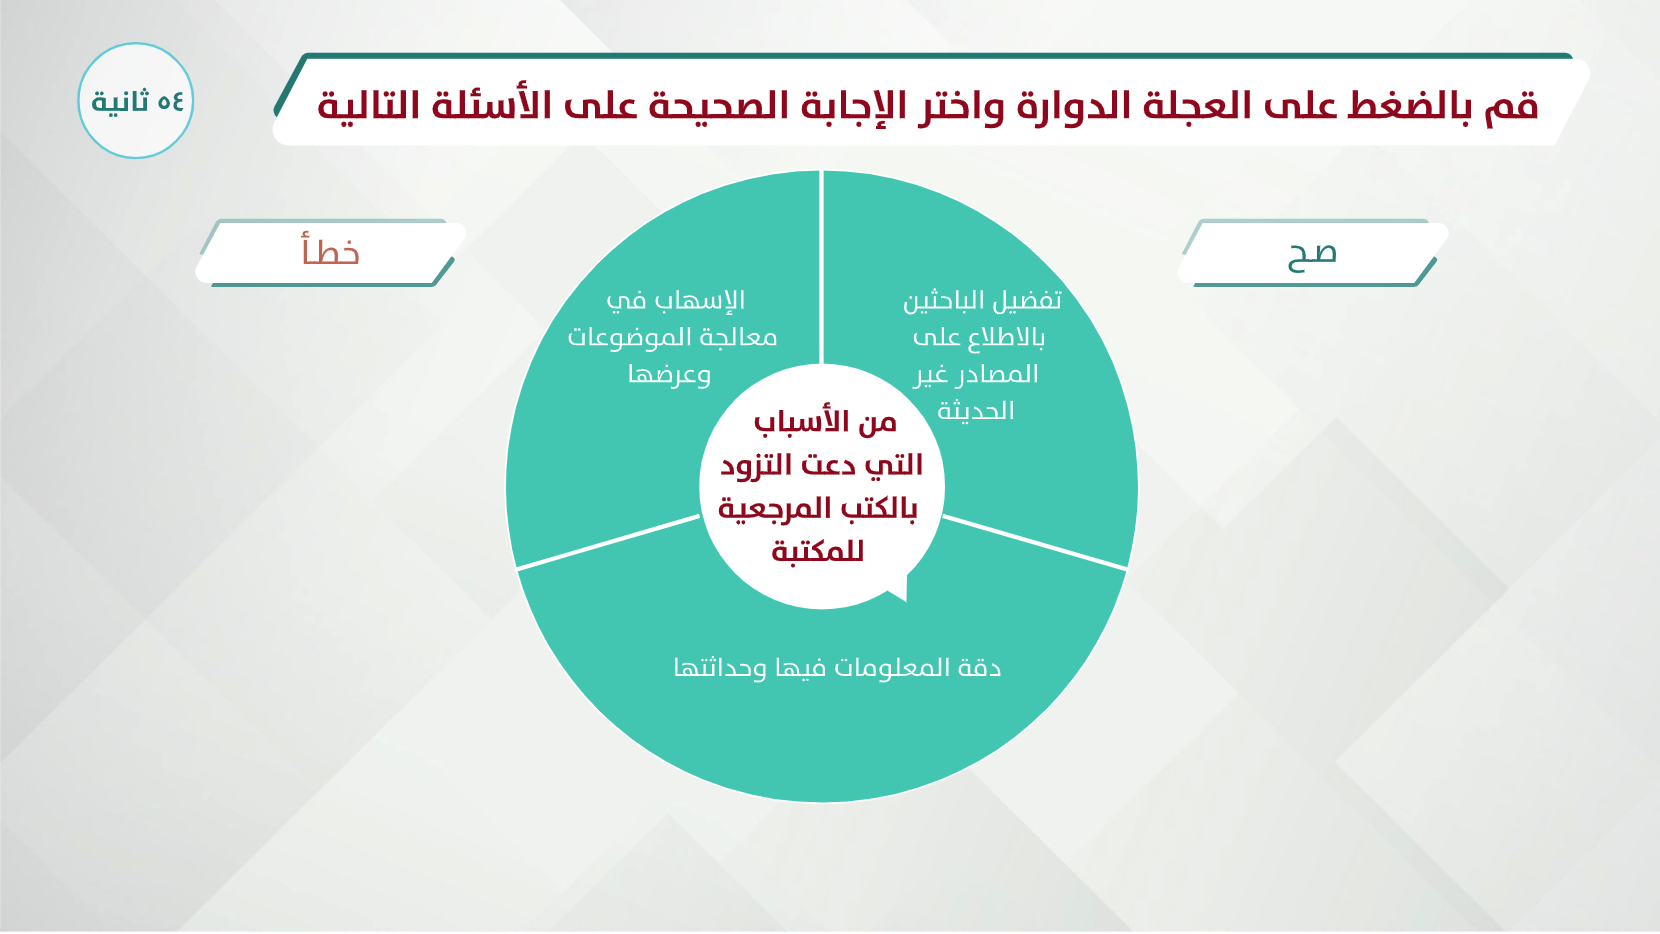 قم بالضغط على العجلة الدوارة واختر الإجابة الصحيحة على الأسئلة التالية
٥٤ ثانية
صح
خطأ
تفضيل الباحثين
بالاطلاع على
المصادر غير
الحديثة
الإسهاب في
معالجة الموضوعات
وعرضها
من الأسباب
التي دعت التزود
بالكتب المرجعية
للمكتبة
دقة المعلومات فيها وحداثتها